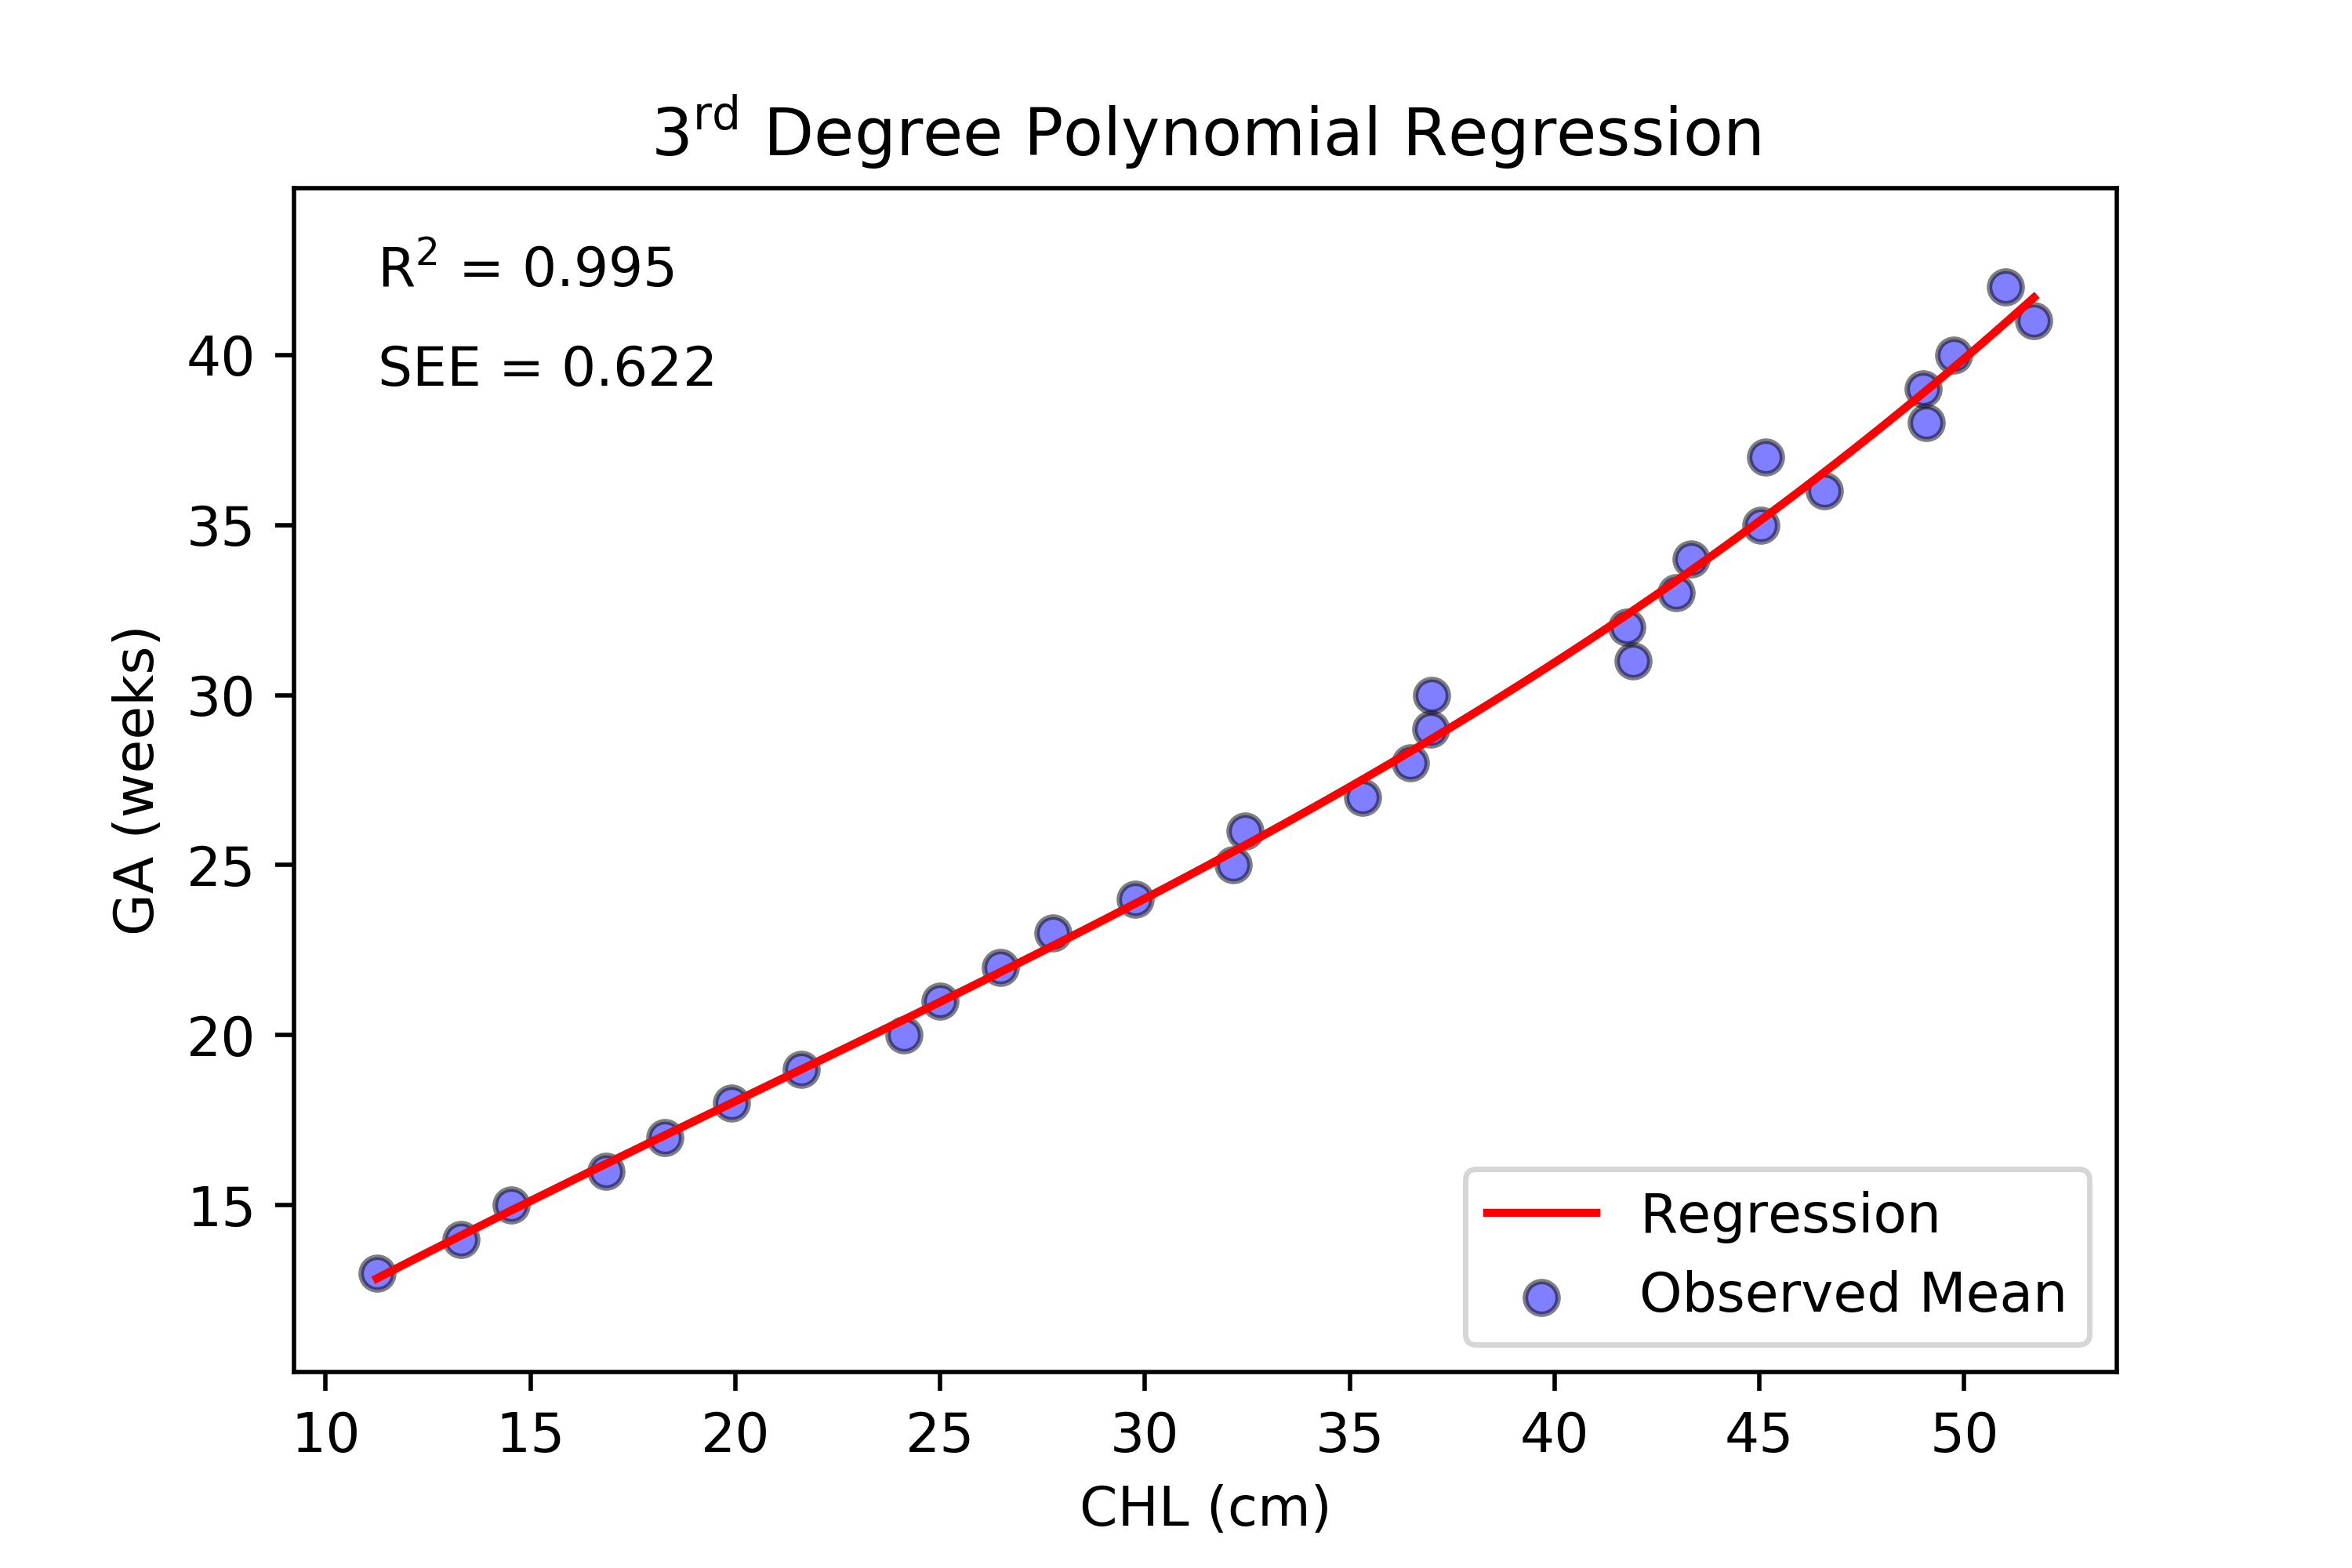 3rd Degree Polynomial Regression
R2 = 0.995
SEE = 0.622
GA (weeks)
40
35
30
25
20
15
Regression
Observed Mean
10 15 20 25 30 35 40 45 50
CHL (cm)